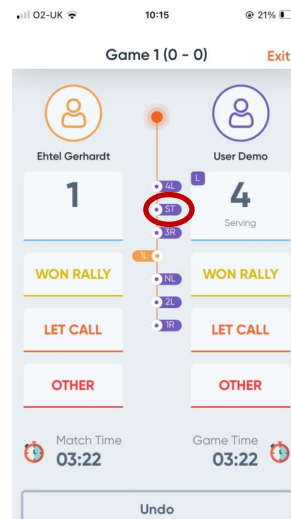 O2-UK 10:15 21%
Game 1 (0 - 0) Exit
Ehtel Gerhardt User Demo
1 4L L 4
ST Serving
3R
1L
WON RALLY NL WON RALLY
2L
LET CALL 1R LET CALL
OTHER OTHER
Match Time Game Time
03:22 03:22
Undo